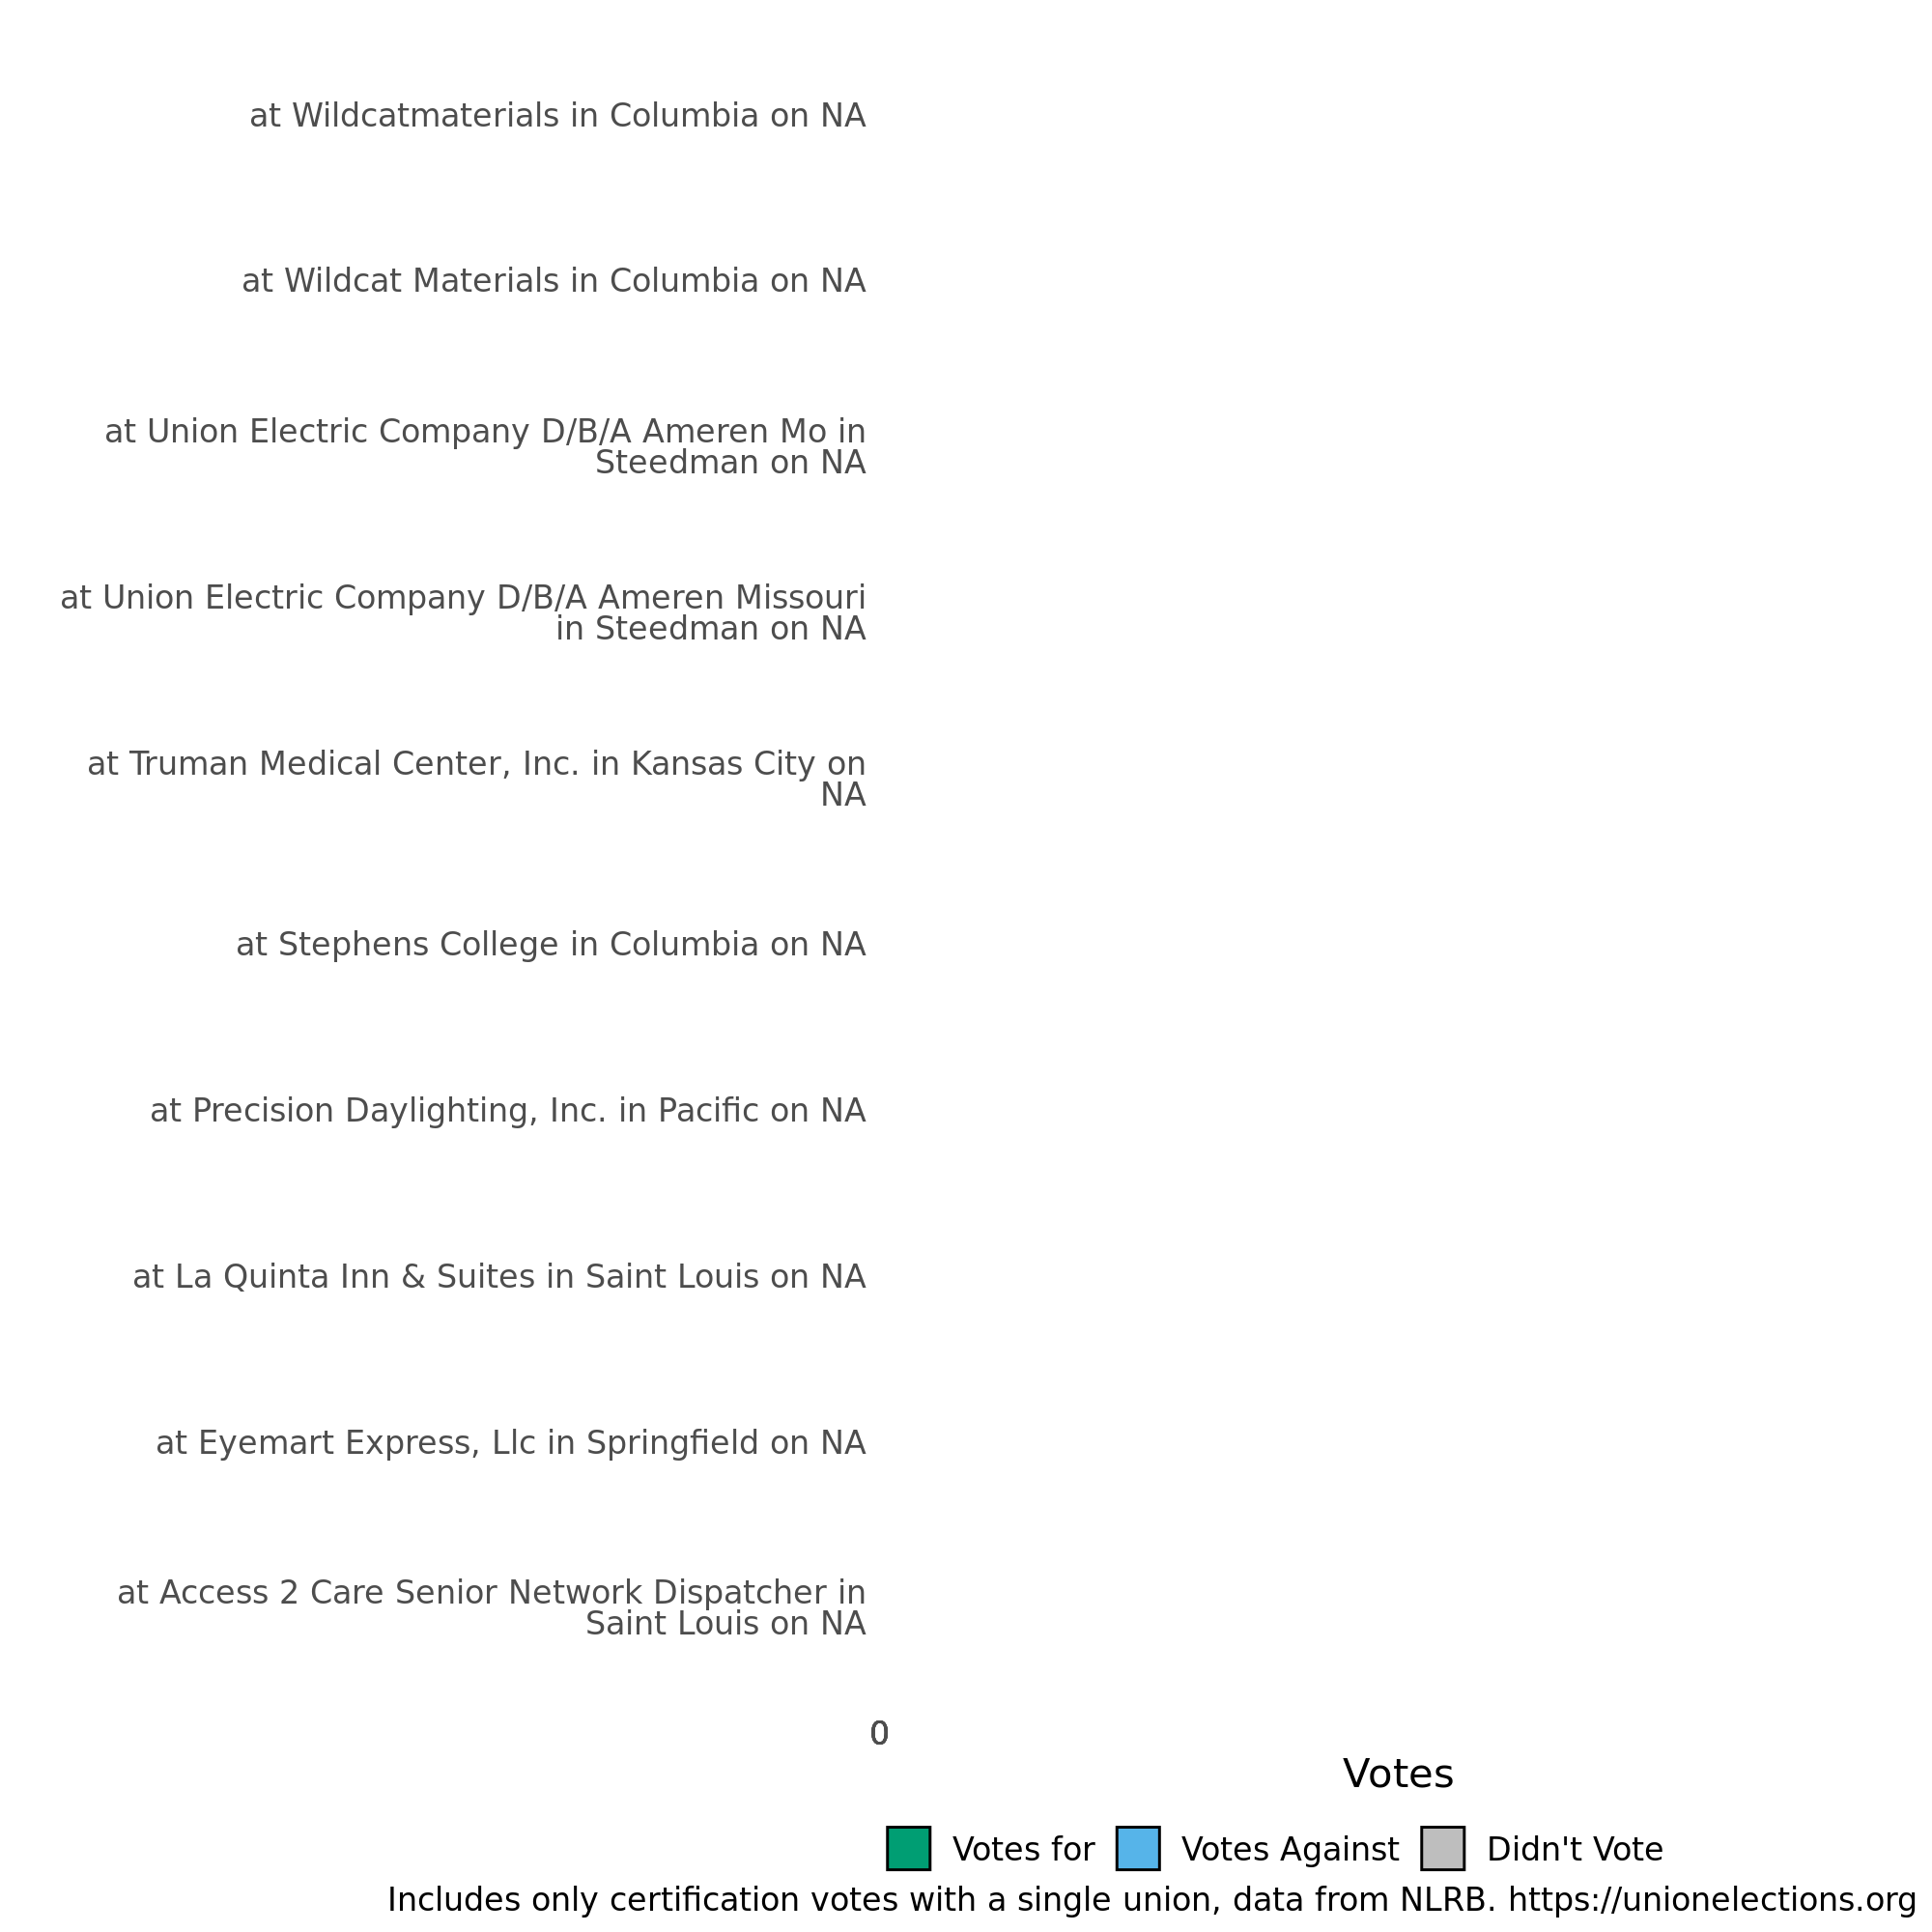 at Wildcatmaterials in Columbia on NA
at Wildcat Materials in Columbia on NA
at Union Electric Company D/B/A Ameren Mo in
Steedman on NA
at Union Electric Company D/B/A Ameren Missouri
in Steedman on NA
at Truman Medical Center, Inc. in Kansas City on
NA
at Stephens College in Columbia on NA
at Precision Daylighting, Inc. in Pacific on NA
at La Quinta Inn & Suites in Saint Louis on NA
at Eyemart Express, Llc in Springfield on NA
at Access 2 Care Senior Network Dispatcher in
Saint Louis on NA
0
Votes
Votes for Votes Against Didn't Vote
Includes only certification votes with a single union, data from NLRB. https://unionelections.org